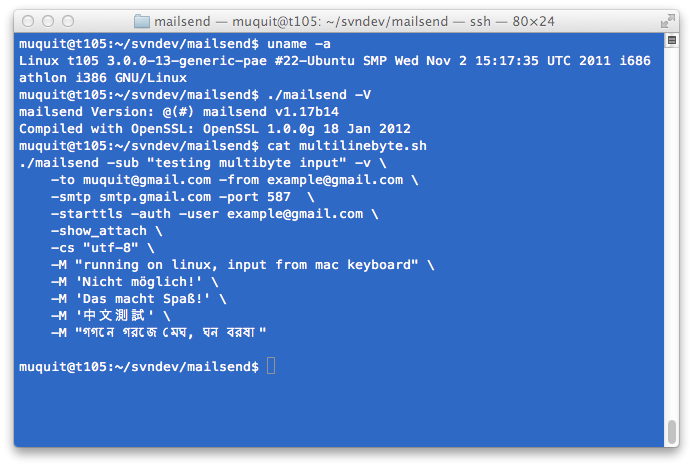 mailsend — muquit@t105: ~/svndev/mailsend — ssh — 80×24
muquit@t105:~/svndev/mailsend$ uname -a
Linux t105 3.0.0-13-generic-pae #22-Ubuntu SMP Wed Nov 2 15:17:35 UTC 2011 i686
athlon i386 GNU/Linux
muquit@t105:~/svndev/mailsend$ ./mailsend -V
mailsend Version: @(#) mailsend v1.17b14
Compiled with OpenSSL: OpenSSL 1.0.0g 18 Jan 2012
muquit@t105:~/svndev/mailsend$ cat multilinebyte.sh
./mailsend -sub "testing multibyte input" -v \
    -to muquit@gmail.com -from example@gmail.com \
    -smtp smtp.gmail.com -port 587  \
    -starttls -auth -user example@gmail.com \
    -show_attach \
    -cs "utf-8" \
    -M "running on linux, input from mac keyboard" \
    -M 'Nicht möglich!' \
    -M 'Das macht Spaß!' \
    -M '中文測試' \
    -M "গগনে গরজে মেঘ, ঘন বরষা"
muquit@t105:~/svndev/mailsend$